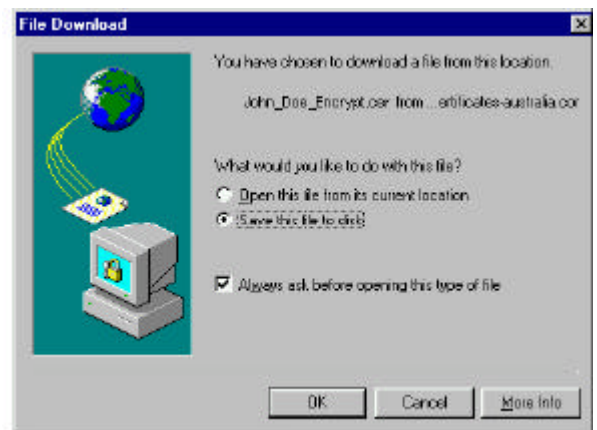 File Download
You have chosen to download a file from this location.
John_Doe_Encrypt.cer from ...ertificates-australia.com
What would you like to do with this file?
Open this file from its current location
Save this file to disk
Always ask before opening this type of file
OK
Cancel
More Info